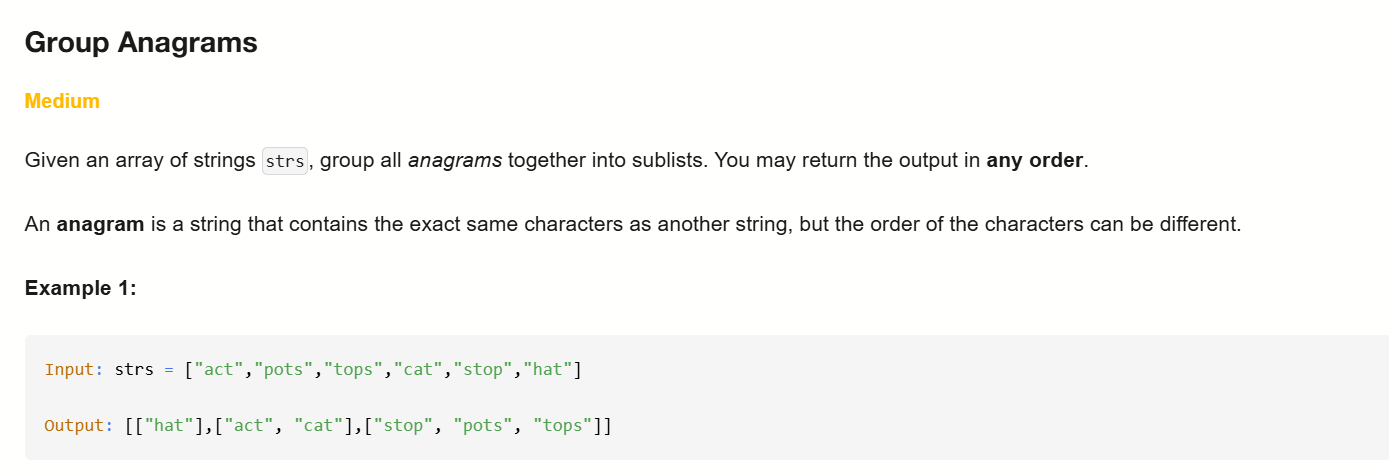 Group Anagrams
Medium
Given an array of strings strs, group all anagrams together into sublists. You may return the output in any order.
An anagram is a string that contains the exact same characters as another string, but the order of the characters can be different.
Example 1:
Input: strs = ["act","pots","tops","cat","stop","hat"]
Output: [["hat"],["act", "cat"],["stop", "pots", "tops"]]